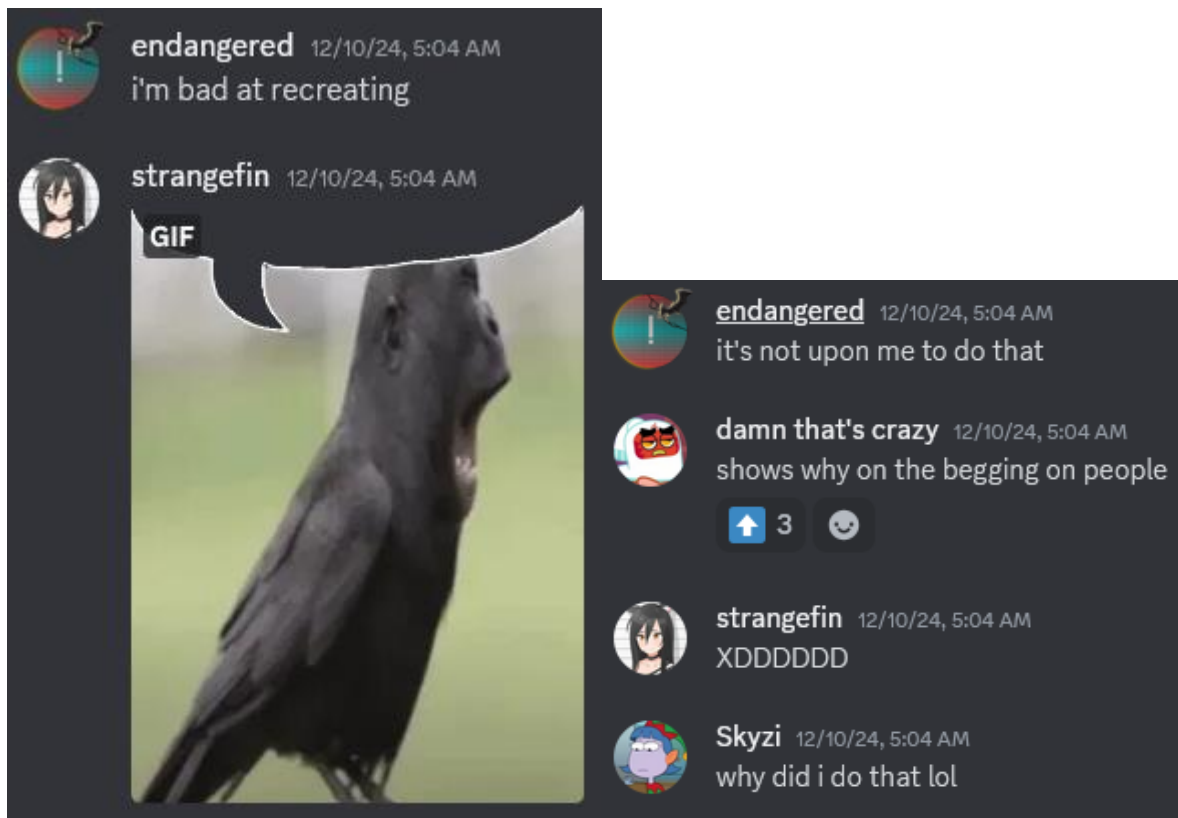 endangered 12/10/24, 5:04 AM
i'm bad at recreating
strangefin 12/10/24, 5:04 AM
GIF
endangered 12/10/24, 5:04 AM
it's not upon me to do that
damn that's crazy 12/10/24, 5:04 AM
shows why on the begging on people
3
strangefin 12/10/24, 5:04 AM
XDDDDDD
Skyzi 12/10/24, 5:04 AM
why did i do that lol